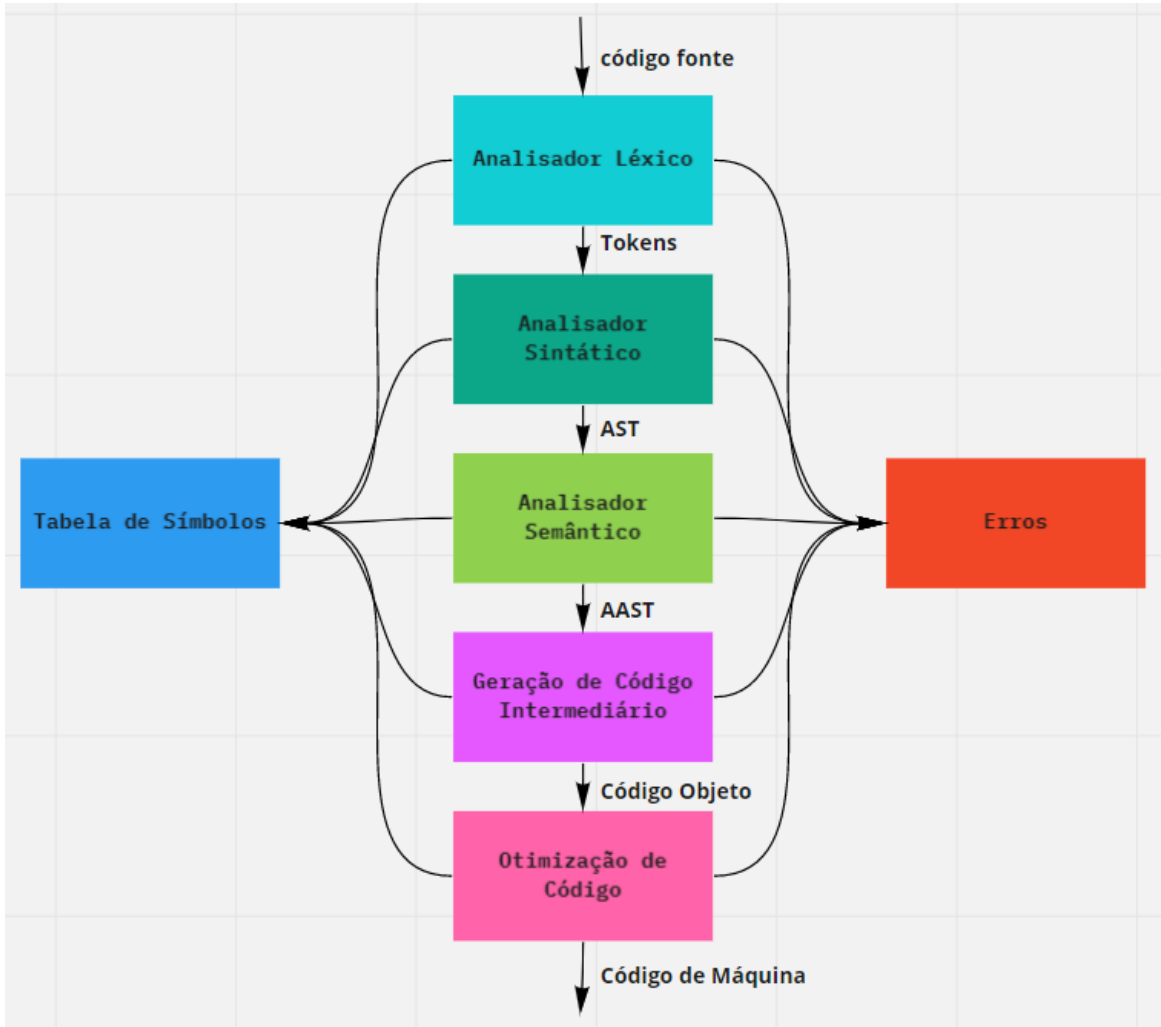 código fonte
Analisador Léxico
Tokens
Analisador
Sintático
AST
Tabela de Símbolos
Analisador
Semântico
Erros
AAST
Geração de Código
Intermediário
Código Objeto
Otimização de
Código
Código de Máquina